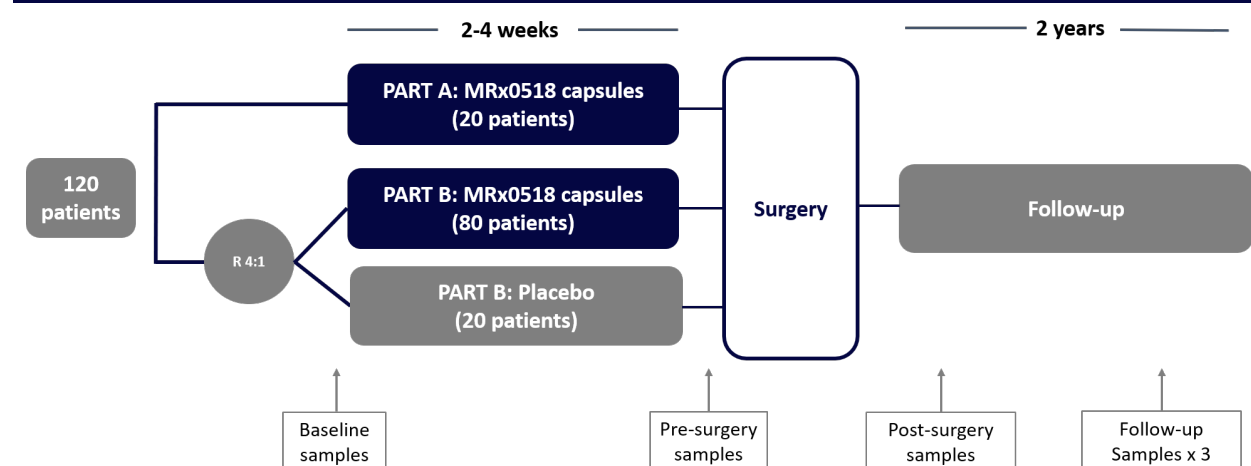 2-4 weeks
2 years
PART A: MRx0518 capsules
(20 patients)
120
patients
PART B: MRx0518 capsules
(80 patients)
Surgery
Follow-up
R 4:1
PART B: Placebo
(20 patients)
Baseline
samples
Pre-surgery
samples
Post-surgery
samples
Follow-up
Samples x 3